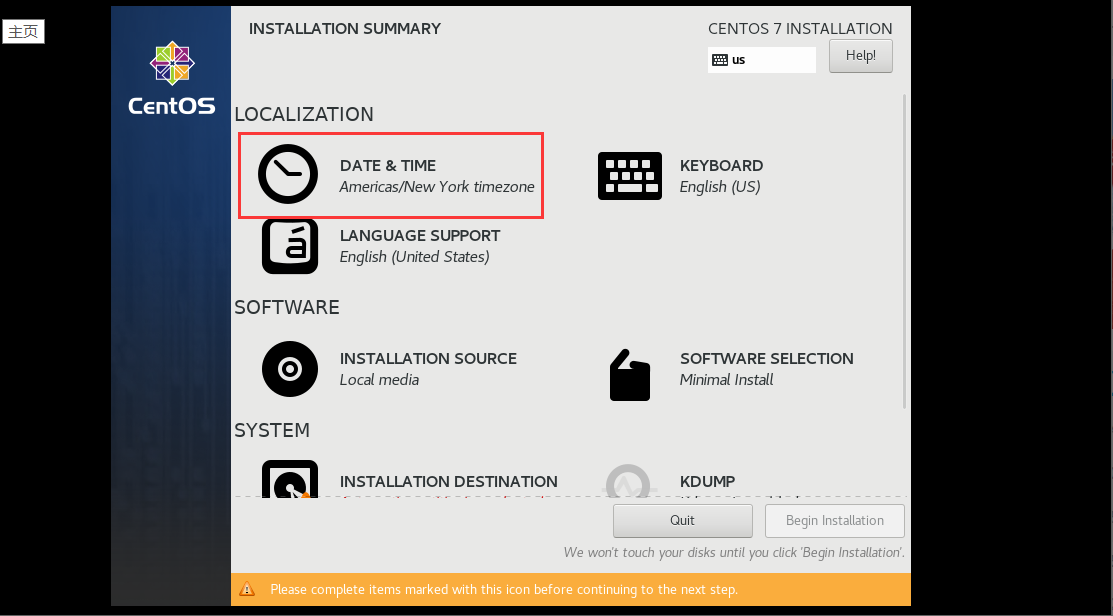 主页
CentOS
INSTALLATION SUMMARY
CENTOS 7 INSTALLATION
us
Help!
LOCALIZATION
DATE & TIME
Americas/New York timezone
KEYBOARD
English (US)
á
LANGUAGE SUPPORT
English (United States)
SOFTWARE
INSTALLATION SOURCE
Local media
SOFTWARE SELECTION
Minimal Install
SYSTEM
INSTALLATION DESTINATION
KDUMP
Quit
Begin Installation
We won't touch your disks until you click 'Begin Installation'.
Please complete items marked with this icon before continuing to the next step.